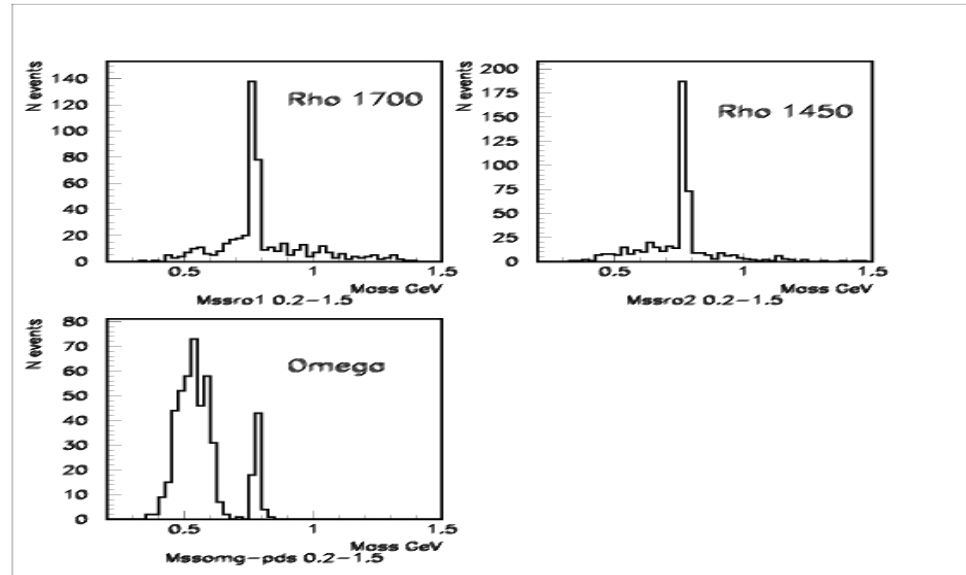 N events
140
120
100
80
60
40
20
0
Rho 1700
0.5 1 1.5
Mass GeV
Mssro1 0.2-1.5
N events
200
175
150
125
100
75
50
25
0
Rho 1450
0.5 1 1.5
Mass GeV
Mssro2 0.2-1.5
N events
80
70
60
50
40
30
20
10
0
Omega
0.5 1 1.5
Mass GeV
Mssomg-pds 0.2-1.5